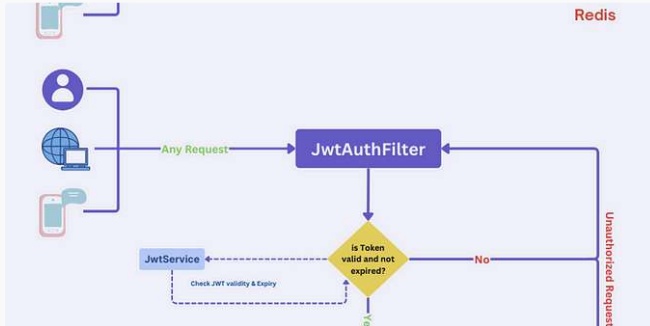 Redis
Any Request
JwtAuthFilter
is Token
valid and not
expired?
JwtService
No
Check JWT validity & Expiry
Unauthorized Request